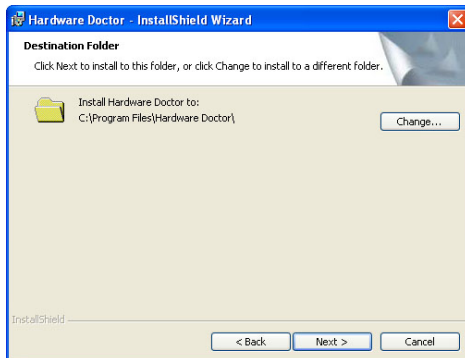 Hardware Doctor - InstallShield Wizard
Destination Folder
Click Next to install to this folder, or click Change to install to a different folder.
Install Hardware Doctor to:
C:\Program Files\Hardware Doctor\
Change...
InstallShield
< Back
Next >
Cancel